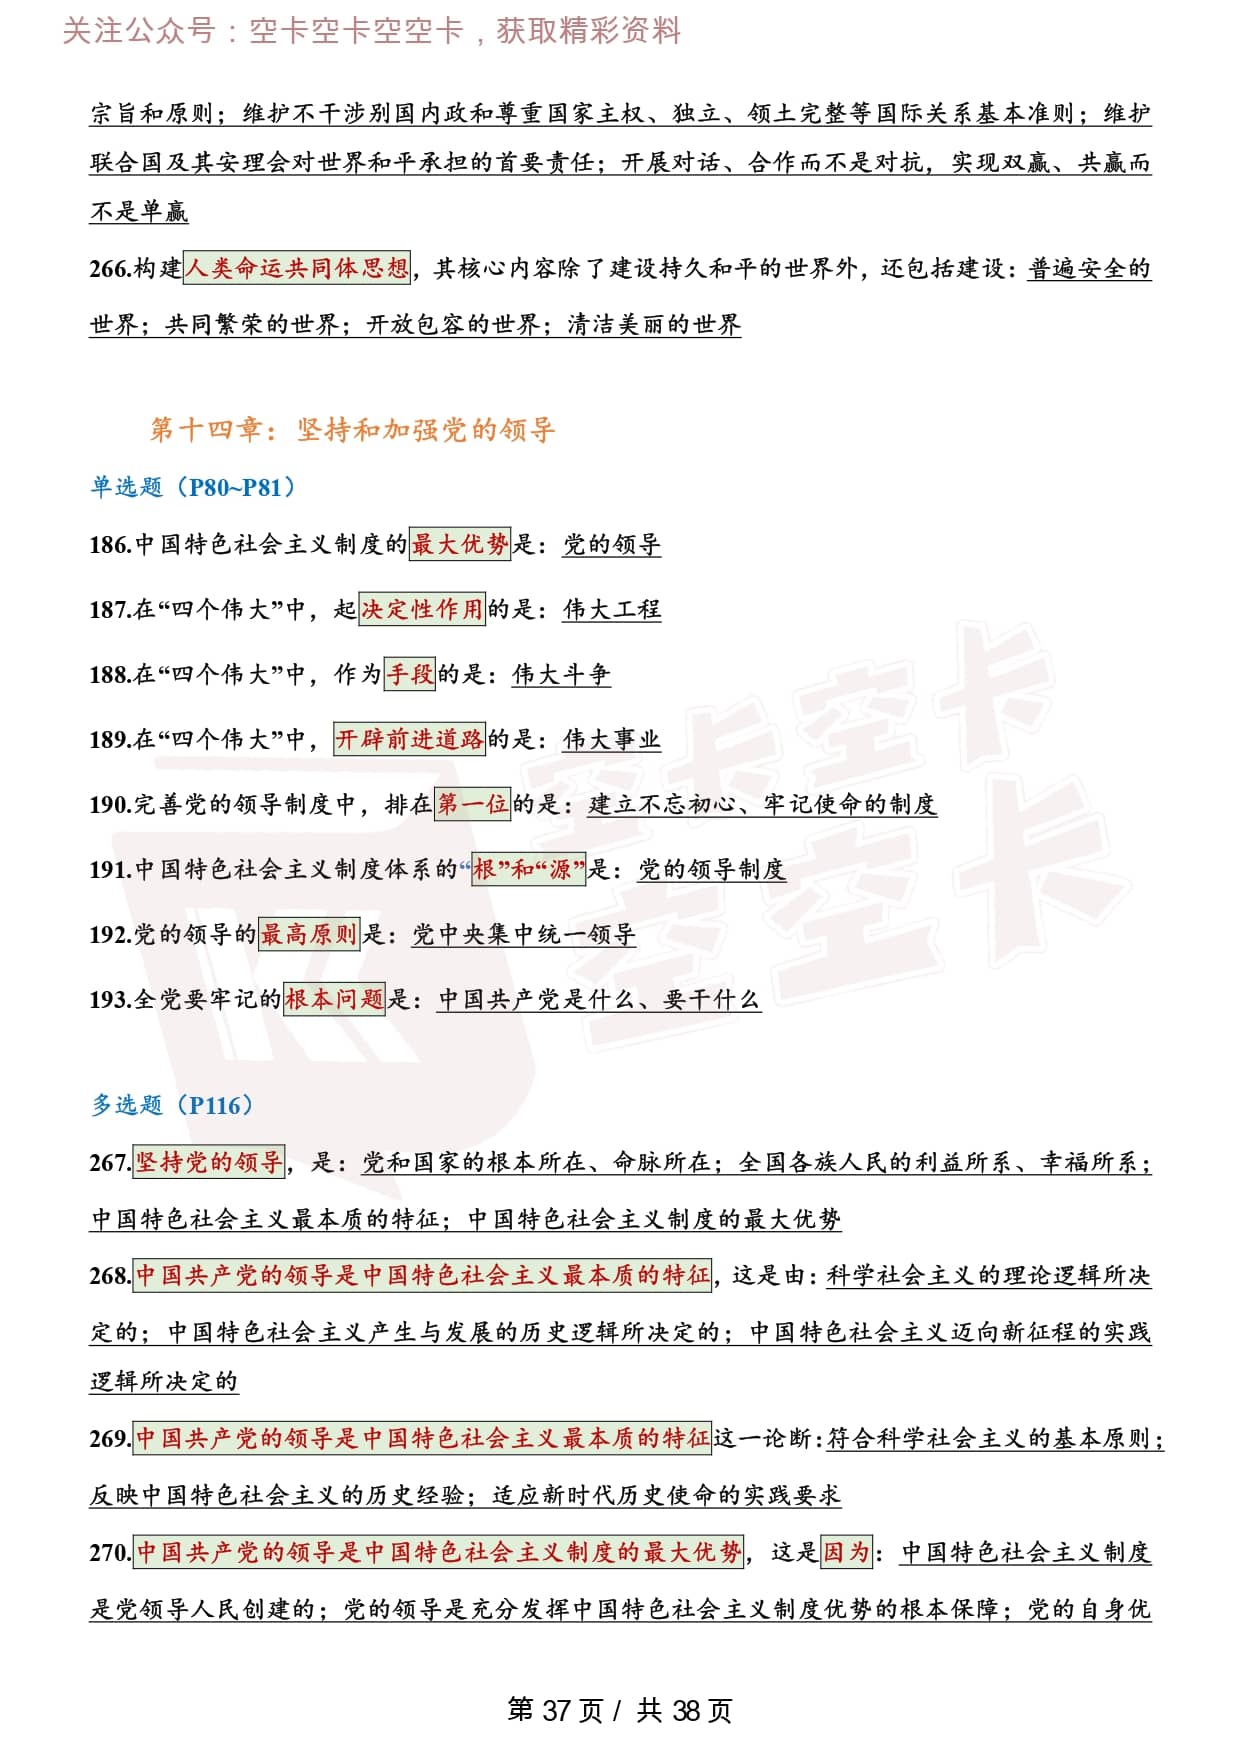 关注公众号：空卡空卡空空卡，获取精彩资料
宗旨和原则；维护不干涉别国内政和尊重国家主权、独立、领土完整等国际关系基本准则；维护
联合国及其安理会对世界和平承担的首要责任；开展对话、合作而不是对抗，实现双赢、共赢而
不是单赢
266.构建人类命运共同体思想，其核心内容除了建设持久和平的世界外，还包括建设：普遍安全的
世界；共同繁荣的世界；开放包容的世界；清洁美丽的世界
第十四章：坚持和加强党的领导
单选题（P80~P81）
186.中国特色社会主义制度的最大优势是：党的领导
187.在“四个伟大”中，起决定性作用的是：伟大工程
188.在“四个伟大”中，作为手段的是：伟大斗争
189.在“四个伟大”中，开辟前进道路的是：伟大事业
190.完善党的领导制度中，排在第一位的是：建立不忘初心、牢记使命的制度
191.中国特色社会主义制度体系的“根”和“源”是：党的领导制度
192.党的领导的最高原则是：党中央集中统一领导
193.全党要牢记的根本问题是：中国共产党是什么、要干什么
空卡空卡
空空卡
多选题（P116）
267.坚持党的领导，是：党和国家的根本所在、命脉所在；全国各族人民的利益所系、幸福所系；
中国特色社会主义最本质的特征；中国特色社会主义制度的最大优势
268.中国共产党的领导是中国特色社会主义最本质的特征，这是由：科学社会主义的理论逻辑所决
定的；中国特色社会主义产生与发展的历史逻辑所决定的；中国特色社会主义迈向新征程的实践
逻辑所决定的
269.中国共产党的领导是中国特色社会主义最本质的特征这一论断：符合科学社会主义的基本原则；
反映中国特色社会主义的历史经验；适应新时代历史使命的实践要求
270.中国共产党的领导是中国特色社会主义制度的最大优势，这是因为：中国特色社会主义制度
是党领导人民创建的；党的领导是充分发挥中国特色社会主义制度优势的根本保障；党的自身优
第 37 页 / 共 38 页